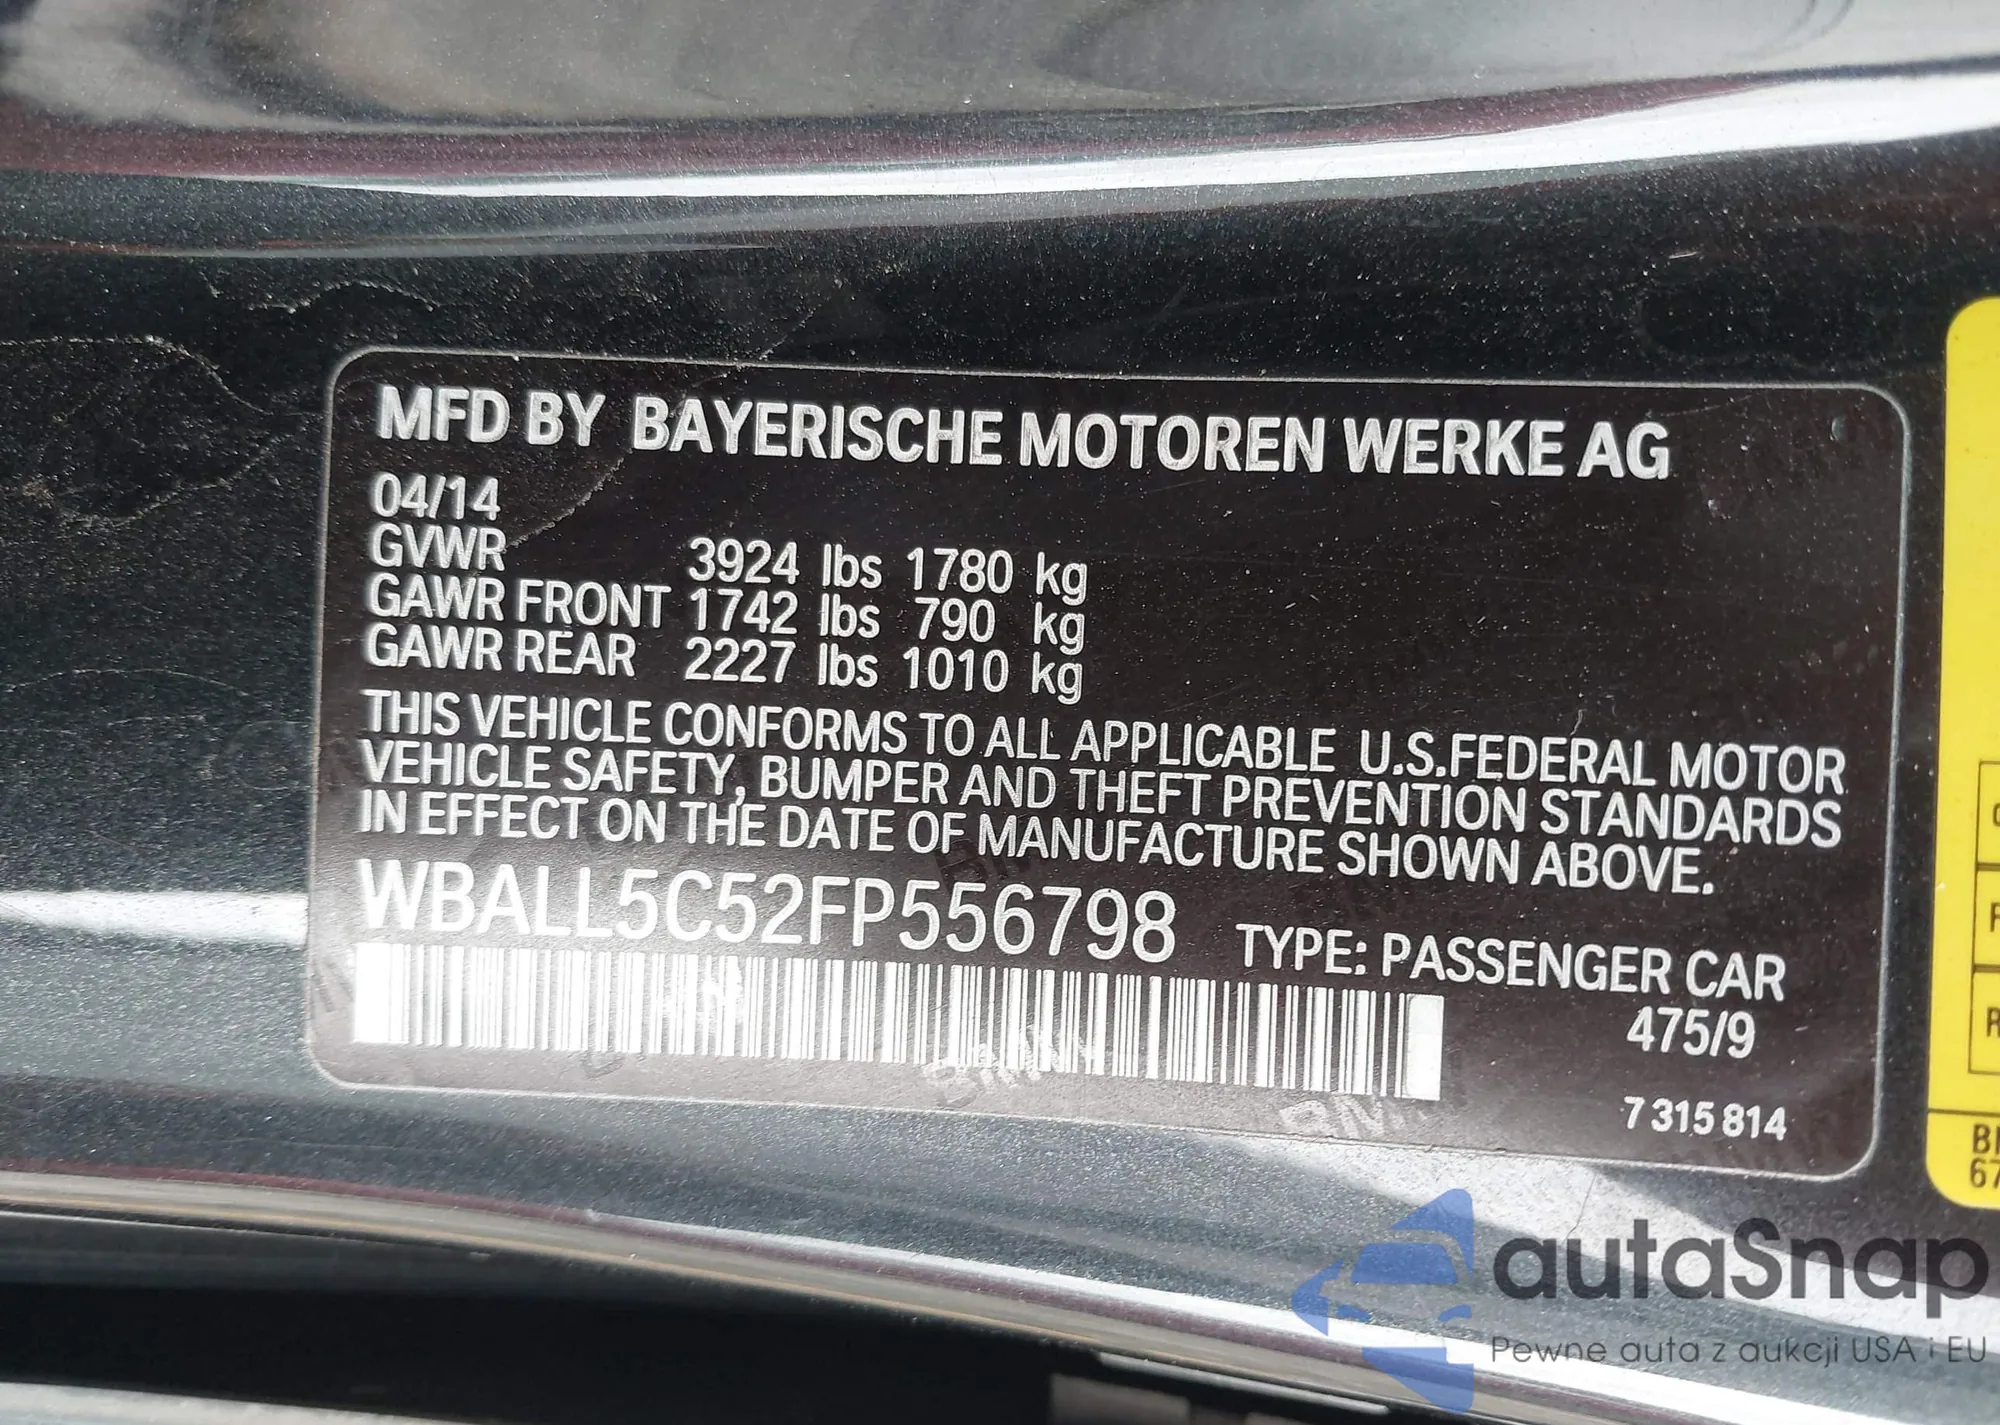 MFD BY BAYERISCHE MOTOREN WERKE AG
04/14
GVWR 3924 lbs 1780 kg
GAWR FRONT 1742 lbs 790 kg
GAWR REAR 2227 lbs 1010 kg
THIS VEHICLE CONFORMS TO ALL APPLICABLE U.S.FEDERAL MOTOR
VEHICLE SAFETY, BUMPER AND THEFT PREVENTION STANDARDS
IN EFFECT ON THE DATE OF MANUFACTURE SHOWN ABOVE.
WBALL5C52FP556798 TYPE: PASSENGER CAR
475/9
7 315 814
autaSnap
Pewne auta z aukcji USA i EU